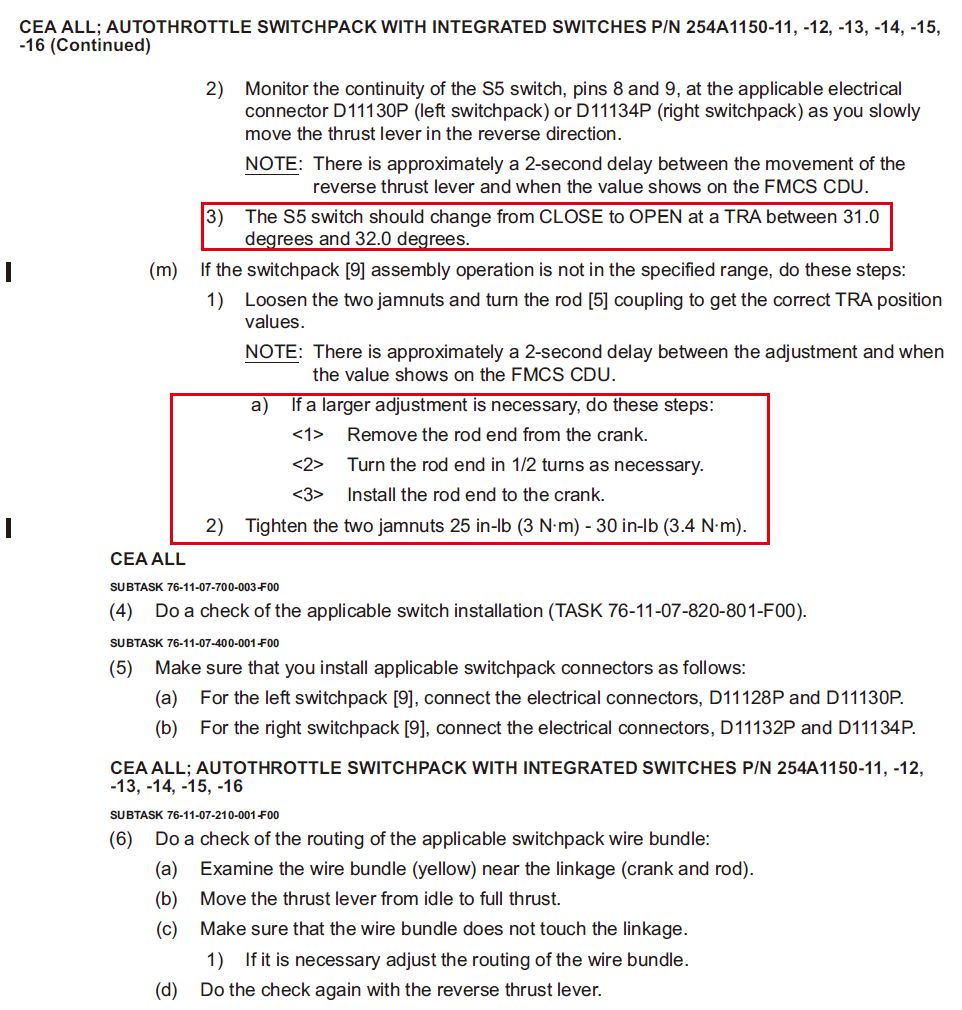 CEA ALL; AUTOTHROTTLE SWITCHPACK WITH INTEGRATED SWITCHES P/N 254A1150-11, -12, -13, -14, -15,
-16 (Continued)
2) Monitor the continuity of the S5 switch, pins 8 and 9, at the applicable electrical
connector D11130P (left switchpack) or D11134P (right switchpack) as you slowly
move the thrust lever in the reverse direction.
NOTE: There is approximately a 2-second delay between the movement of the
reverse thrust lever and when the value shows on the FMCS CDU.
3) The S5 switch should change from CLOSE to OPEN at a TRA between 31.0
degrees and 32.0 degrees.
(m) If the switchpack [9] assembly operation is not in the specified range, do these steps:
1) Loosen the two jamnuts and turn the rod [5] coupling to get the correct TRA position
values.
NOTE: There is approximately a 2-second delay between the adjustment and when
the value shows on the FMCS CDU.
a) If a larger adjustment is necessary, do these steps:
<1> Remove the rod end from the crank.
<2> Turn the rod end in 1/2 turns as necessary.
<3> Install the rod end to the crank.
2) Tighten the two jamnuts 25 in-lb (3 N·m) - 30 in-lb (3.4 N·m).
CEA ALL
SUBTASK 76-11-07-700-003-F00
(4) Do a check of the applicable switch installation (TASK 76-11-07-820-801-F00).
SUBTASK 76-11-07-400-001-F00
(5) Make sure that you install applicable switchpack connectors as follows:
(a) For the left switchpack [9], connect the electrical connectors, D11128P and D11130P.
(b) For the right switchpack [9], connect the electrical connectors, D11132P and D11134P.
CEA ALL; AUTOTHROTTLE SWITCHPACK WITH INTEGRATED SWITCHES P/N 254A1150-11, -12,
-13, -14, -15, -16
SUBTASK 76-11-07-210-001-F00
(6) Do a check of the routing of the applicable switchpack wire bundle:
(a) Examine the wire bundle (yellow) near the linkage (crank and rod).
(b) Move the thrust lever from idle to full thrust.
(c) Make sure that the wire bundle does not touch the linkage.
1) If it is necessary adjust the routing of the wire bundle.
(d) Do the check again with the reverse thrust lever.